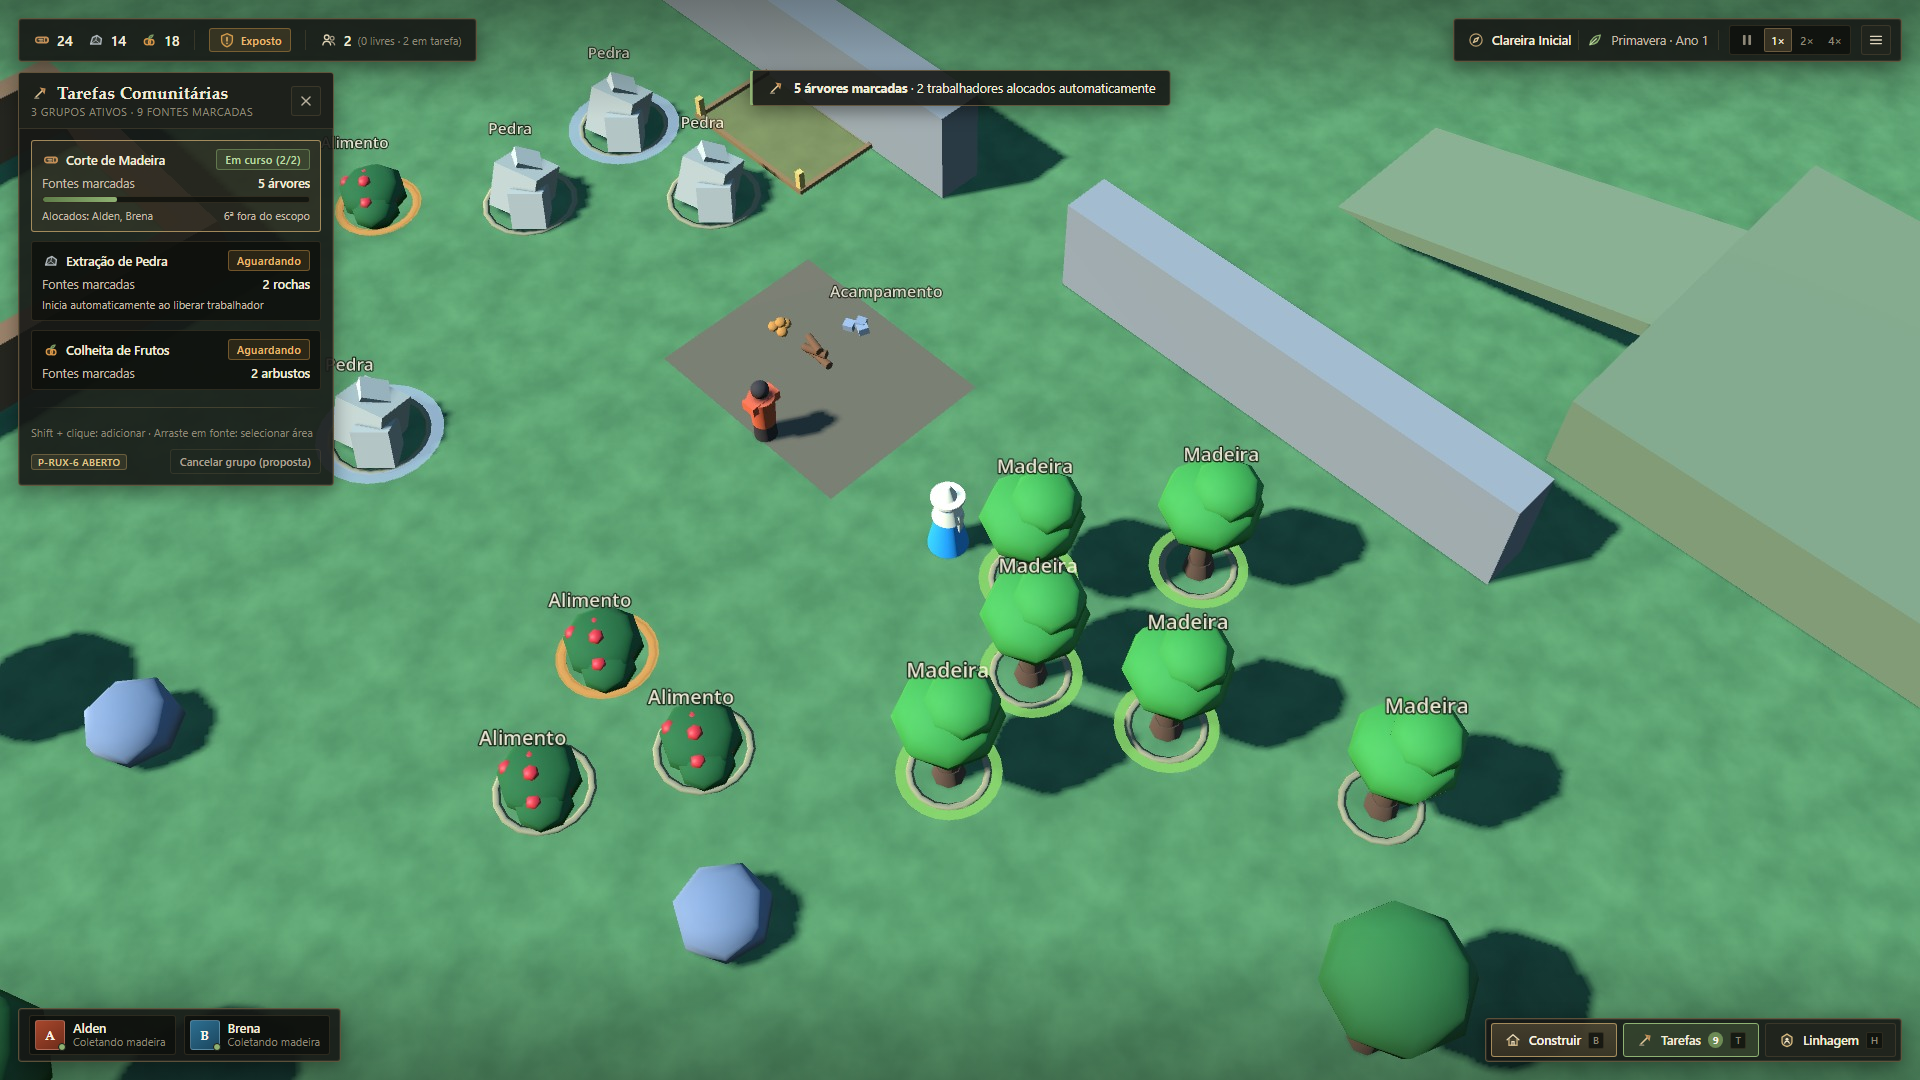 24 14 18 Exposto 2 (0 livres · 2 em tarefa)
Clareira Inicial Primavera · Ano 1 1× 2× 4×
Tarefas Comunitárias
3 GRUPOS ATIVOS · 9 FONTES MARCADAS
Corte de Madeira Em curso (2/2)
Fontes marcadas 5 árvores
Alocados: Alden, Brena 6ª fora do escopo
Extração de Pedra Aguardando
Fontes marcadas 2 rochas
Inicia automaticamente ao liberar trabalhador
Colheita de Frutos Aguardando
Fontes marcadas 2 arbustos
Shift + clique: adicionar · Arraste em fonte: selecionar área
P-RUX-6 ABERTO Cancelar grupo (proposta)
5 árvores marcadas · 2 trabalhadores alocados automaticamente
Pedra
Pedra
Pedra
limento
Acampamento
Pedra
Madeira
Madeira
Madeira
Alimento
Madeira
Madeira
Alimento
Madeira
Alimento
A Alden
Coletando madeira
B Brena
Coletando madeira
Construir B
Tarefas 9 T
Linhagem H